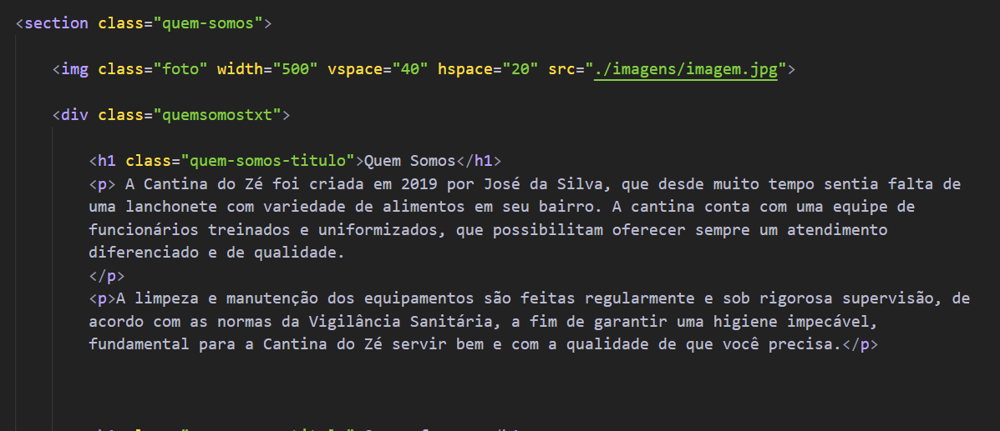 <section class="quem-somos">
<img class="foto" width="500" vspace="40" hspace="20" src="./imagens/imagem.jpg">
<div class="quemsomostxt">
<h1 class="quem-somos-titulo">Quem Somos</h1>
<p> A Cantina do Zé foi criada em 2019 por José da Silva, que desde muito tempo sentia falta de
uma lanchonete com variedade de alimentos em seu bairro. A cantina conta com uma equipe de
funcionários treinados e uniformizados, que possibilitam oferecer sempre um atendimento
diferenciado e de qualidade.
</p>
<p>A limpeza e manutenção dos equipamentos são feitas regularmente e sob rigorosa supervisão, de
acordo com as normas da Vigilância Sanitária, a fim de garantir uma higiene impecável,
fundamental para a Cantina do Zé servir bem e com a qualidade de que você precisa.</p>